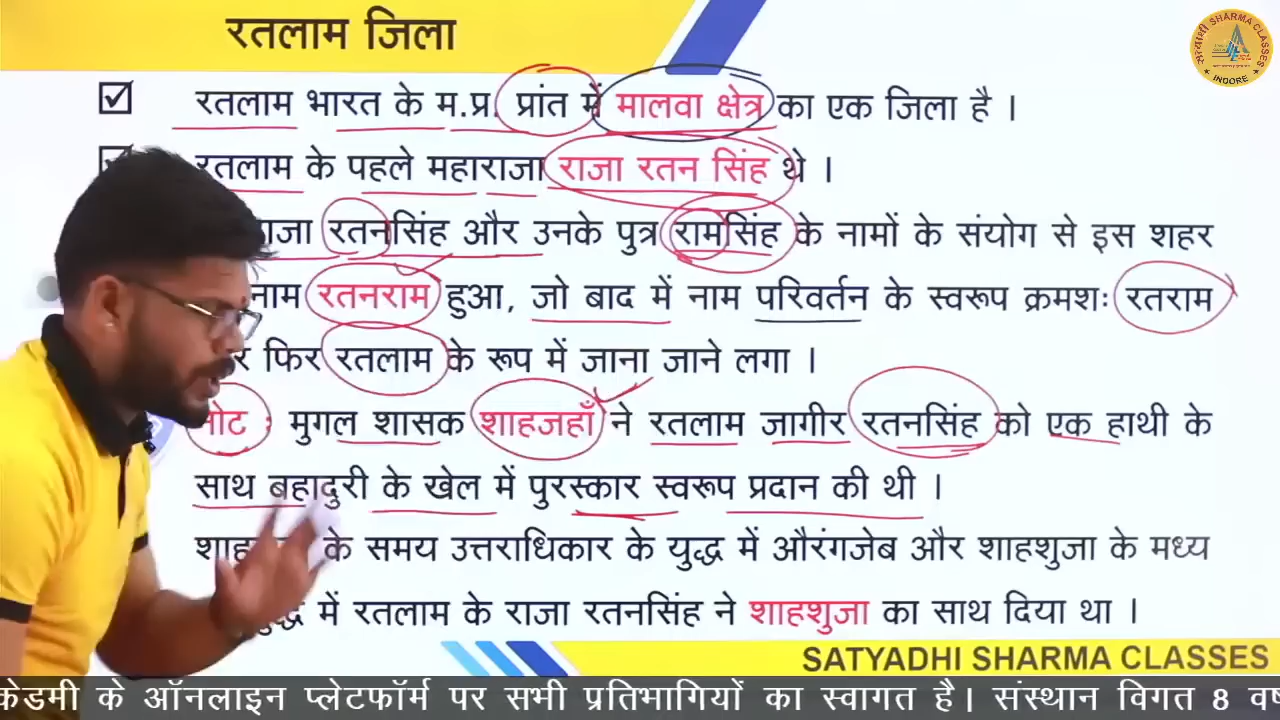 रतलाम जिला
SHARMA CLASSES
INDORE
रतलाम भारत के म.प्र. प्रांत में मालवा क्षेत्र का एक जिला है ।
रतलाम के पहले महाराजा राजा रतन सिंह थे ।
रतनसिंह और उनके पुत्र रामसिंह के नामों के संयोग से इस शहर
नाम रतनराम हुआ, जो बाद में नाम परिवर्तन के स्वरूप क्रमशः रतराम
फिर रतलाम के रूप में जाना जाने लगा ।
मुगल शासक शाहजहाँ ने रतलाम जागीर रतनसिंह को एक हाथी के
साथ बहादुरी के खेल में पुरस्कार स्वरूप प्रदान की थी ।
के समय उत्तराधिकार के युद्ध में औरंगजेब और शाहशुजा के मध्य
में रतलाम के राजा रतनसिंह ने शाहशुजा का साथ दिया था ।
SATYADHI SHARMA CLASSES
के ऑनलाइन प्लेटफॉर्म पर सभी प्रतिभागियों का स्वागत है। संस्थान विगत 8